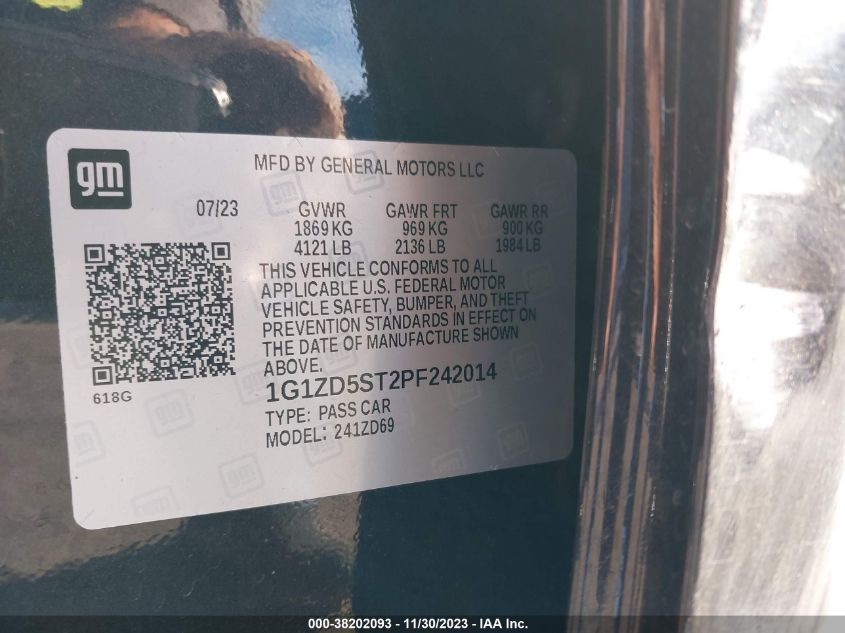 gm
MFD BY GENERAL MOTORS LLC
07/23 GVWR GAWR FRT GAWR RR
1869 KG 969 KG 900 KG
4121 LB 2136 LB 1984 LB
THIS VEHICLE CONFORMS TO ALL
APPLICABLE U.S. FEDERAL MOTOR
VEHICLE SAFETY, BUMPER, AND THEFT
PREVENTION STANDARDS IN EFFECT ON
THE DATE OF MANUFACTURE SHOWN
ABOVE.
618G
1G1ZD5ST2PF242014
TYPE: PASS CAR
MODEL: 241ZD69
000-38202093 - 11/30/2023 - IAA Inc.